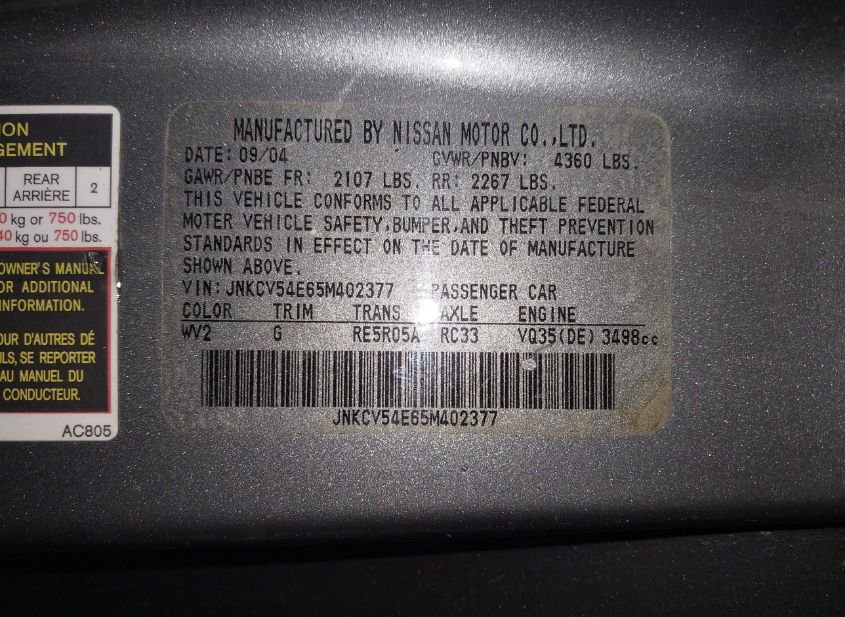 ION
GEMENT
REAR
ARRIÈRE
2
0 kg or 750 lbs.
40 kg ou 750 lbs.
OWNER'S MANUAL
OR ADDITIONAL
INFORMATION.
OUR D'AUTRES DÉ
ILS, SE REPORTER
AU MANUEL DU
CONDUCTEUR.
AC805
MANUFACTURED BY NISSAN MOTOR CO.,LTD.
DATE: 09/04 GVWR/PNBV: 4360 LBS.
GAWR/PNBE FR: 2107 LBS. RR: 2267 LBS.
THIS VEHICLE CONFORMS TO ALL APPLICABLE FEDERAL
MOTER VEHICLE SAFETY,BUMPER,AND THEFT PREVENTION
STANDARDS IN EFFECT ON THE DATE OF MANUFACTURE
SHOWN ABOVE.
VIN: JNKCV54E65M402377 PASSENGER CAR
COLOR TRIM TRANS AXLE ENGINE
WV2 G RE5R05A RC33 VQ35(DE) 3498cc
JNKCV54E65M402377